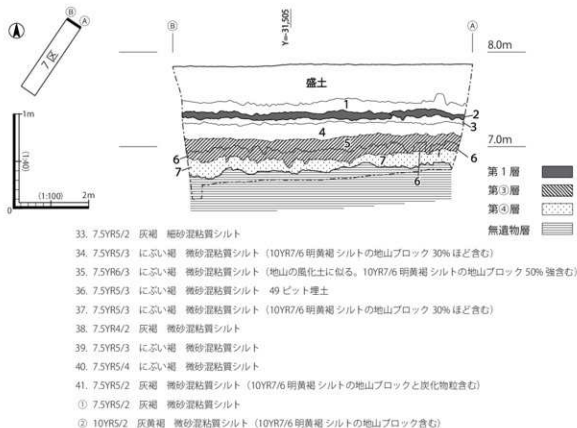 Ⓑ
Ⓐ
7区
Ⓑ
Y=-31,505
Ⓐ
8.0m
盛土
1
2
3
4
5
7.0m
6
7
7
6
6
1m
(1:40)
0
(1:100)
2m
第1層
第③層
第④層
無遺物層
33. 7.5YR5/2 灰褐 細砂混粘質シルト
34. 7.5YR5/3 にぶい褐 微砂混粘質シルト（10YR7/6 明黄褐 シルトの地山ブロック 30% ほど含む）
35. 7.5YR6/3 にぶい褐 微砂混粘質シルト（地山の風化土に似る。10YR7/6 明黄褐 シルトの地山ブロック 50% 強含む）
36. 7.5YR5/3 にぶい褐 微砂混粘質シルト 49 ピット埋土
37. 7.5YR5/3 にぶい褐 微砂混粘質シルト（10YR7/6 明黄褐 シルトの地山ブロック 30% ほど含む）
38. 7.5YR4/2 灰褐 微砂混粘質シルト
39. 7.5YR5/3 にぶい褐 微砂混粘質シルト
40. 7.5YR5/4 にぶい褐 微砂混粘質シルト
41. 7.5YR5/2 灰褐 微砂混粘質シルト（10YR7/6 明黄褐 シルトの地山ブロックと炭化物粒含む）
① 7.5YR5/2 灰褐 微砂混粘質シルト
② 10YR5/2 灰黄褐 微砂混粘質シルト（10YR7/6 明黄褐 シルトの地山ブロック含む）